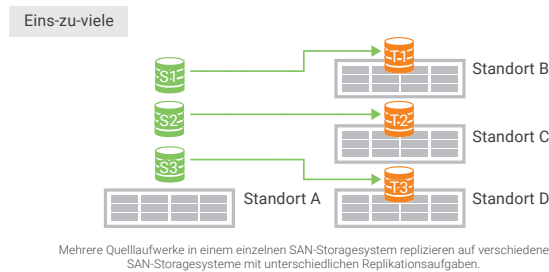 Eins-zu-viele
S1
T1
Standort B
S2
T2
Standort C
S3
T3
Standort A
Standort D
Mehrere Quelllaufwerke in einem einzelnen SAN-Storagesystem replizieren auf verschiedene
SAN-Storagesysteme mit unterschiedlichen Replikationsaufgaben.